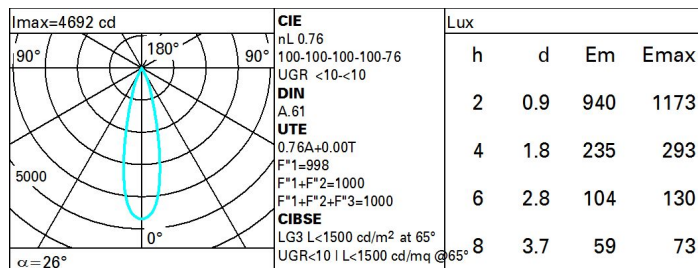 Imax=4692 cd
90° 180° 90°
5000
0°
α=26°
CIE
nL 0.76
100-100-100-100-76
UGR <10-<10
DIN
A.61
UTE
0.76A+0.00T
F"1=998
F"1+F"2=1000
F"1+F"2+F"3=1000
CIBSE
LG3 L<1500 cd/m² at 65°
UGR<10 | L<1500 cd/mq @65°
Lux
h d Em Emax
2 0.9 940 1173
4 1.8 235 293
6 2.8 104 130
8 3.7 59 73